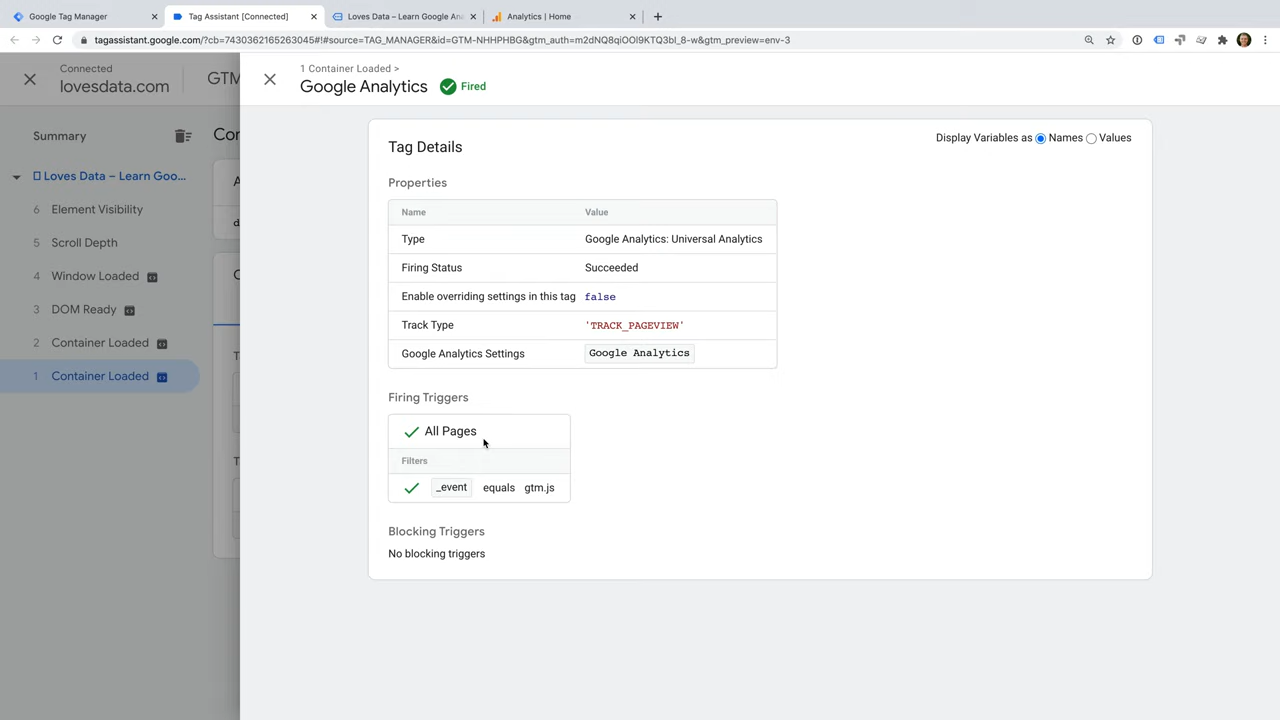 Google Tag Manager
Tag Assistant [Connected]
Loves Data – Learn Google An
Analytics | Home
tagassistant.google.com/?cb=7430362165263045#!#source=TAG_MANAGER&id=GTM-NHHPHBG&gtm_auth=m2dNQ8qiOOl9KTQ3bl_8-w&gtm_preview=env-3
Connected
lovesdata.com
GTM
1 Container Loaded >
Google Analytics
Fired
Summary
Con
Loves Data – Learn Goo...
6 Element Visibility
5 Scroll Depth
4 Window Loaded
3 DOM Ready
2 Container Loaded
1 Container Loaded
Tag Details
Display Variables as Names Values
Properties
Name Value
Type Google Analytics: Universal Analytics
Firing Status Succeeded
Enable overriding settings in this tag false
Track Type 'TRACK_PAGEVIEW'
Google Analytics Settings Google Analytics
Firing Triggers
All Pages
Filters
_event equals gtm.js
Blocking Triggers
No blocking triggers